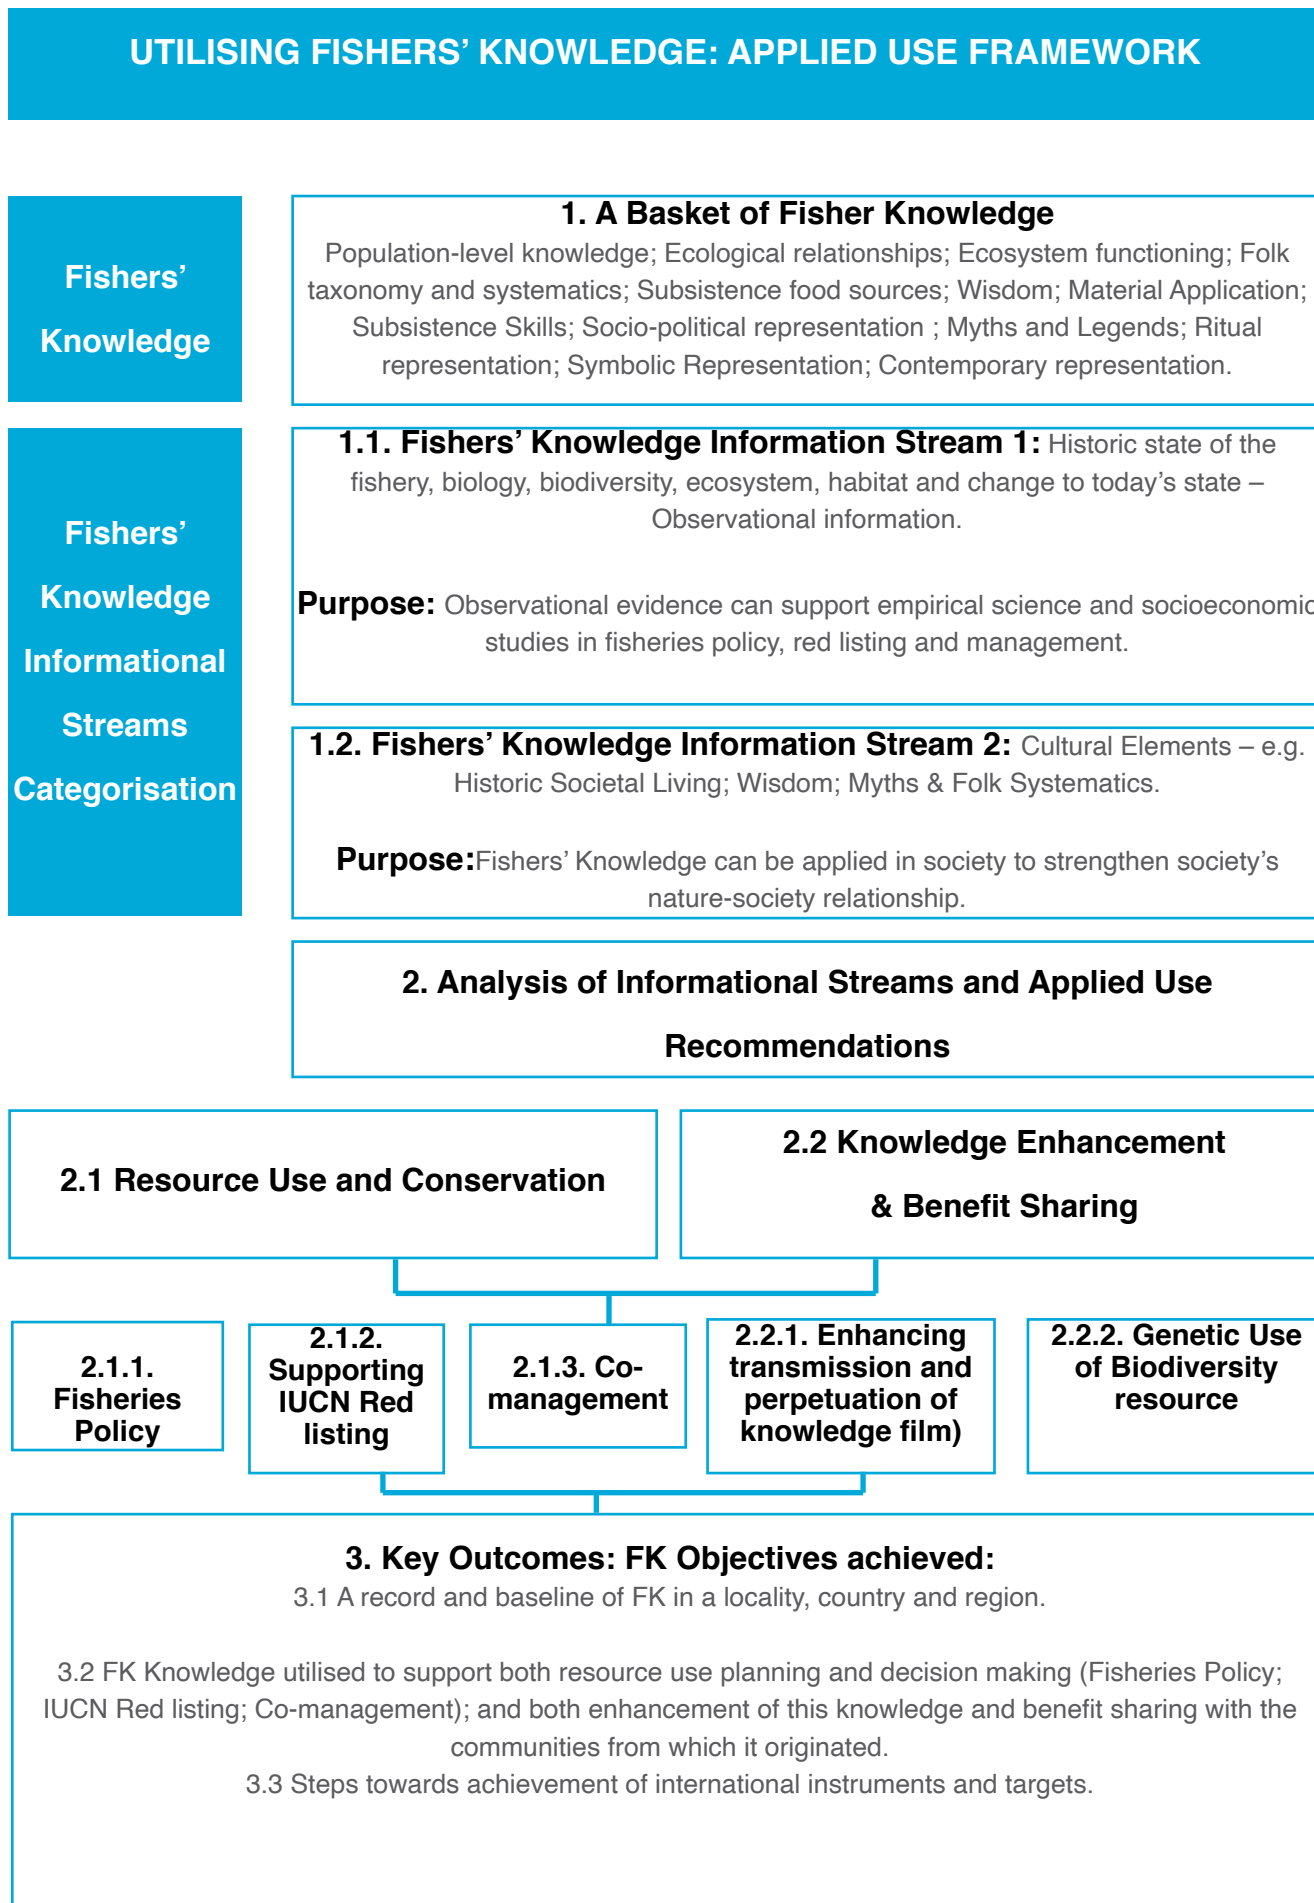 UTILISING FISHERS’ KNOWLEDGE: APPLIED USE FRAMEWORK
Fishers’
Knowledge
1. A Basket of Fisher Knowledge
Population-level knowledge; Ecological relationships; Ecosystem functioning; Folk
taxonomy and systematics; Subsistence food sources; Wisdom; Material Application;
Subsistence Skills; Socio-political representation ; Myths and Legends; Ritual
representation; Symbolic Representation; Contemporary representation.
Fishers’
Knowledge
Informational
Streams
Categorisation
1.1. Fishers’ Knowledge Information Stream 1: Historic state of the
fishery, biology, biodiversity, ecosystem, habitat and change to today’s state –
Observational information.
Purpose: Observational evidence can support empirical science and socioeconomic
studies in fisheries policy, red listing and management.
1.2. Fishers’ Knowledge Information Stream 2: Cultural Elements – e.g.
Historic Societal Living; Wisdom; Myths & Folk Systematics.
Purpose:Fishers’ Knowledge can be applied in society to strengthen society’s
nature-society relationship.
2. Analysis of Informational Streams and Applied Use
Recommendations
2.1 Resource Use and Conservation
2.2 Knowledge Enhancement
& Benefit Sharing
2.1.1.
Fisheries
Policy
2.1.2.
Supporting
IUCN Red
listing
2.1.3. Co-
management
2.2.1. Enhancing
transmission and
perpetuation of
knowledge film)
2.2.2. Genetic Use
of Biodiversity
resource
3. Key Outcomes: FK Objectives achieved:
3.1 A record and baseline of FK in a locality, country and region.
3.2 FK Knowledge utilised to support both resource use planning and decision making (Fisheries Policy;
IUCN Red listing; Co-management); and both enhancement of this knowledge and benefit sharing with the
communities from which it originated.
3.3 Steps towards achievement of international instruments and targets.